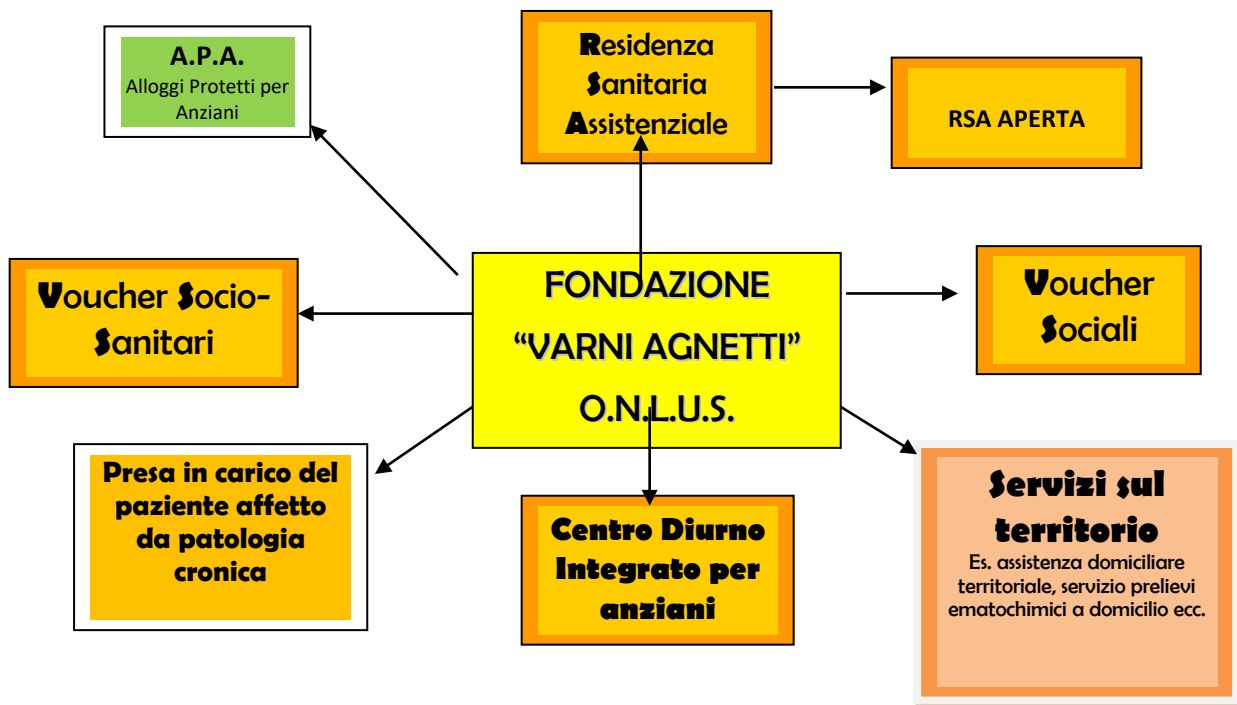 A.P.A.
Alloggi Protetti per
Anziani
Residenza
Sanitaria
Assistenziale
RSA APERTA
Voucher Socio-
Sanitari
FONDAZIONE
“VARNI AGNETTI”
O.N.L.U.S.
Voucher
Sociali
Presa in carico del
paziente affetto
da patologia
cronica
Centro Diurno
Integrato per
anziani
Servizi sul
territorio
Es. assistenza domiciliare
territoriale, servizio prelievi
ematochimici a domicilio ecc.